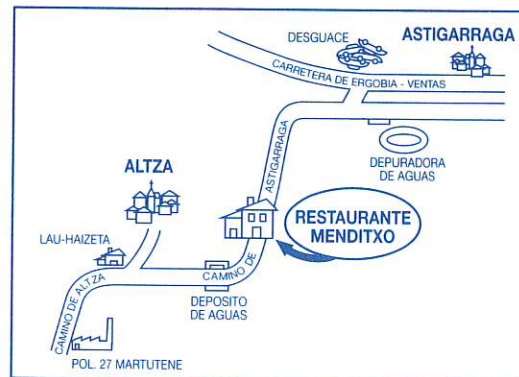 DESGUACE
ASTIGARRAGA
CARRETERA DE ERGOBIA - VENTAS
ASTIGARRAGA
DEPURADORA
DE AGUAS
ALTZA
RESTAURANTE
MENDITXO
LAU-HAIZETA
CAMINO DE
CAMINO DE ALTZA
DEPOSITO
DE AGUAS
POL. 27 MARTUTENE